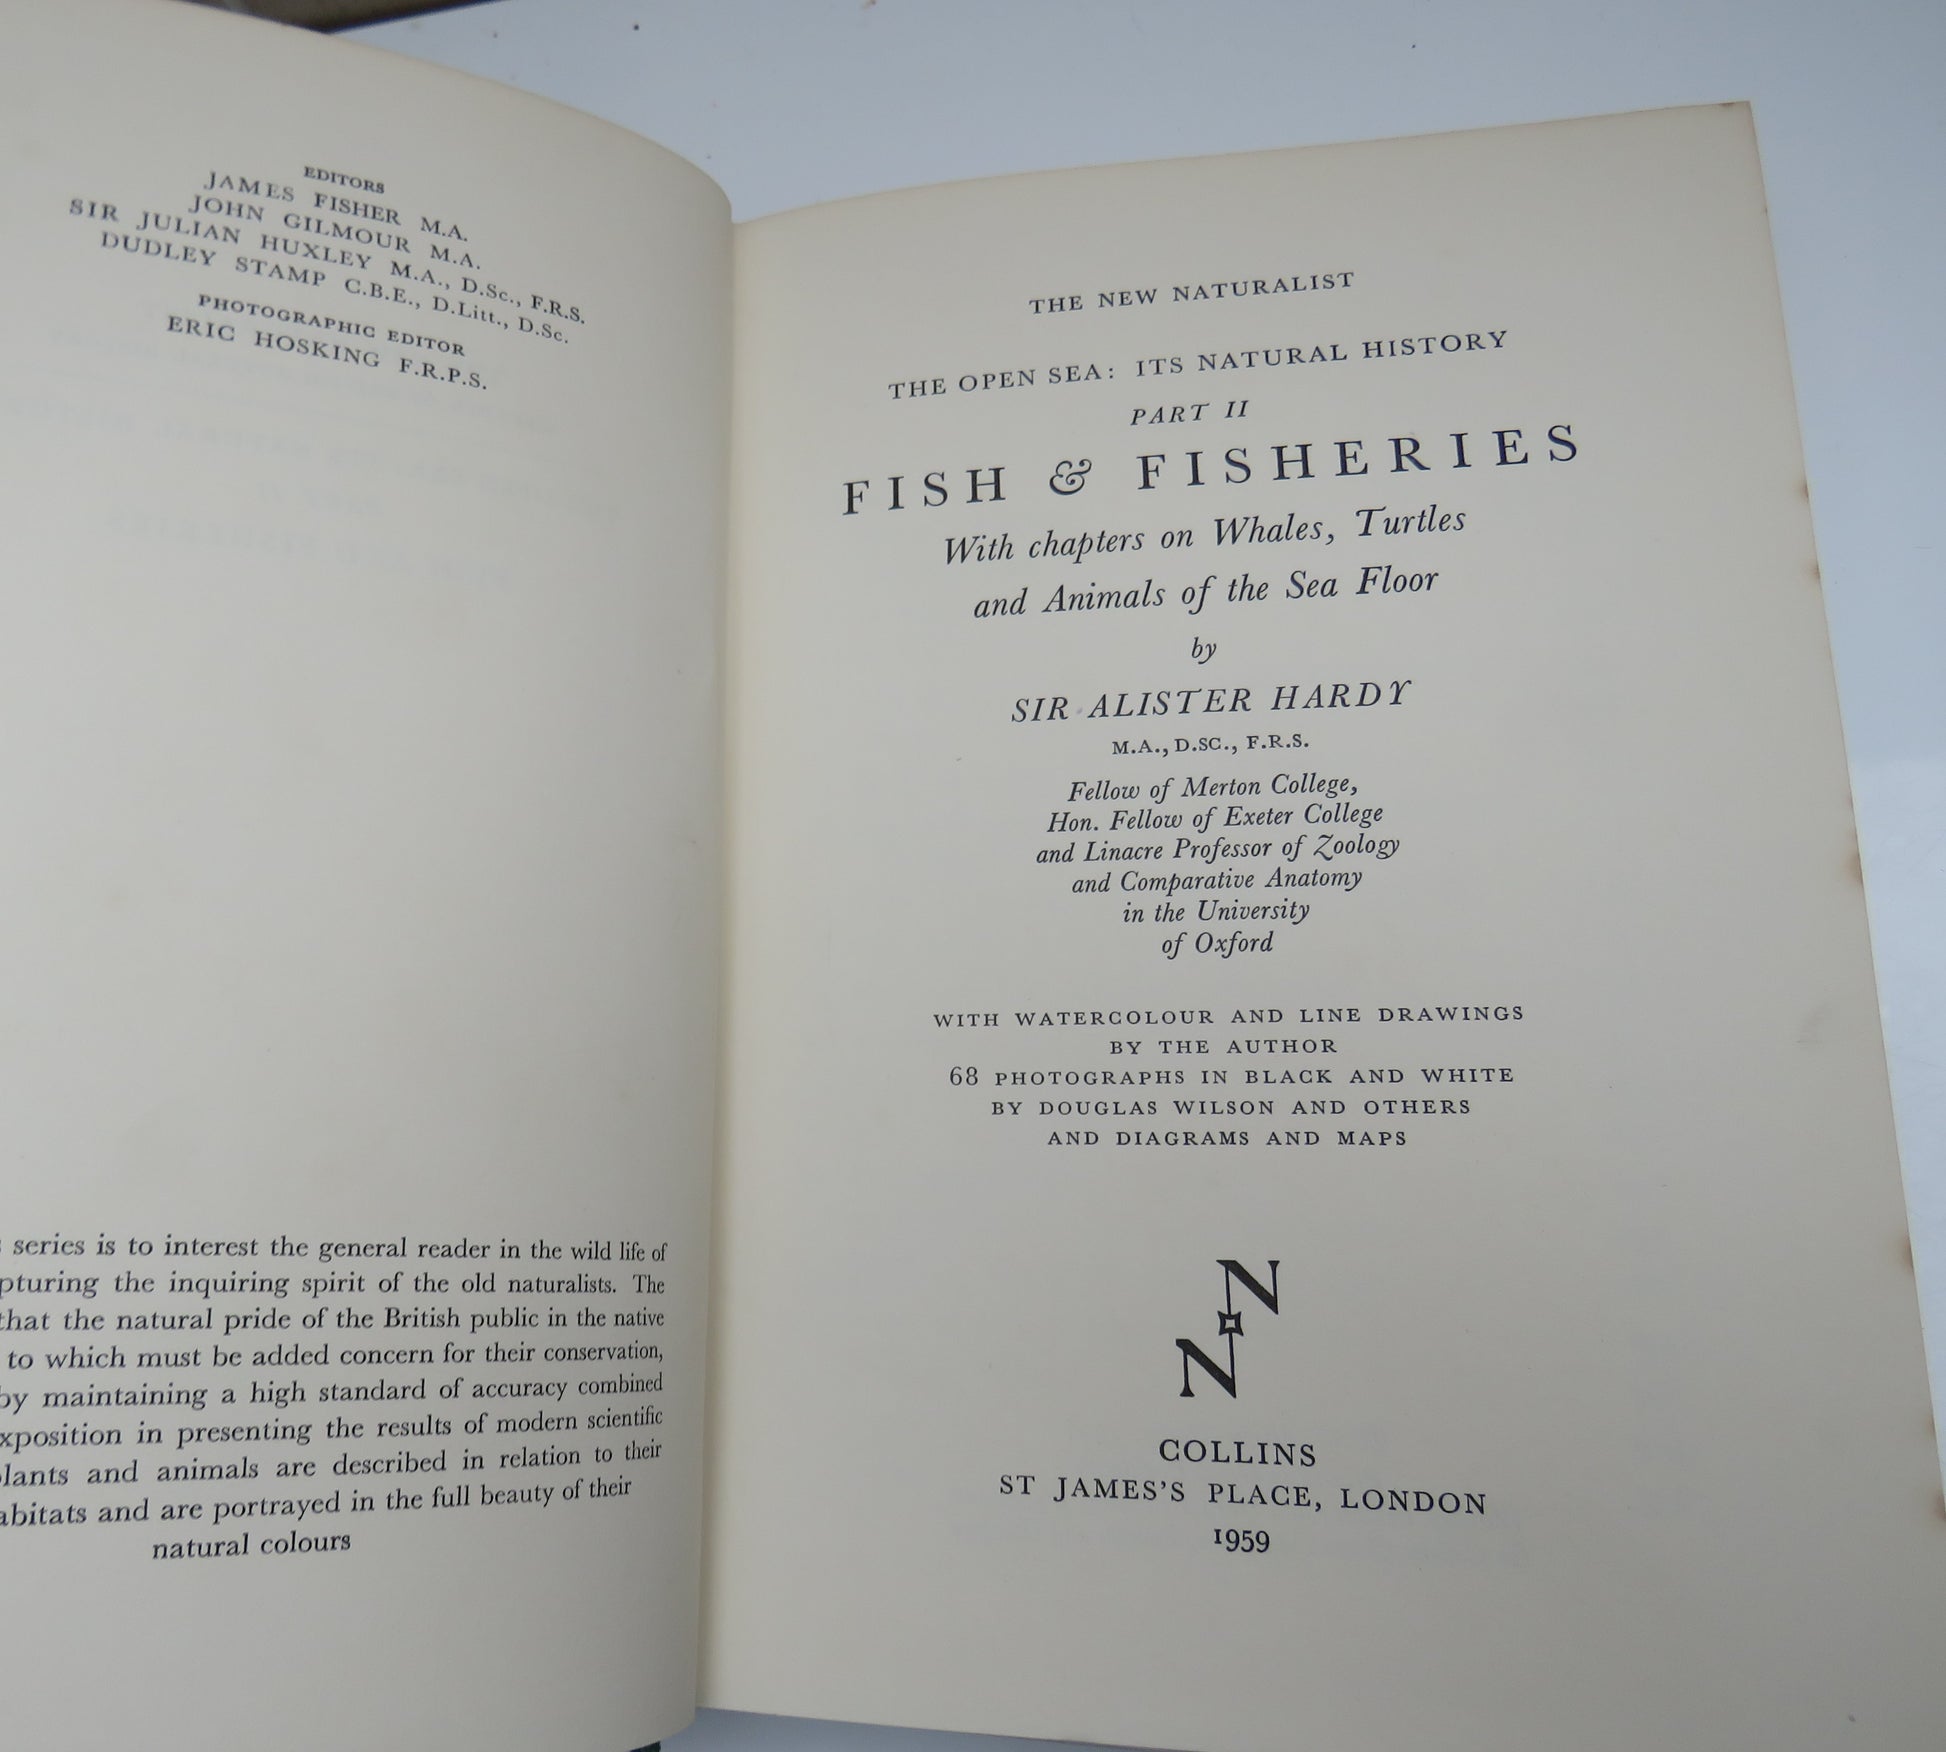 EDITORS
JAMES FISHER M.A.
JOHN GILMOUR M.A.
SIR JULIAN HUXLEY M.A., D.Sc., F.R.S.
DUDLEY STAMP C.B.E., D.Litt., D.Sc.
PHOTOGRAPHIC EDITOR
ERIC HOSKING F.R.P.S.
series is to interest the general reader in the wild life of
the inquiring spirit of the old naturalists. The
that the natural pride of the British public in the native
to which must be added concern for their conservation,
by maintaining a high standard of accuracy combined
in presenting the results of modern scientific
and animals are described in relation to their
and are portrayed in the full beauty of their
natural colours
THE NEW NATURALIST
THE OPEN SEA: ITS NATURAL HISTORY
PART II
FISH & FISHERIES
With chapters on Whales, Turtles
and Animals of the Sea Floor
by
SIR ALISTER HARDY
M.A., D.SC., F.R.S.
Fellow of Merton College,
Hon. Fellow of Exeter College
and Linacre Professor of Zoology
and Comparative Anatomy
in the University
of Oxford
WITH WATERCOLOUR AND LINE DRAWINGS
BY THE AUTHOR
68 PHOTOGRAPHS IN BLACK AND WHITE
BY DOUGLAS WILSON AND OTHERS
AND DIAGRAMS AND MAPS
N
N
COLLINS
ST JAMES'S PLACE, LONDON
1959